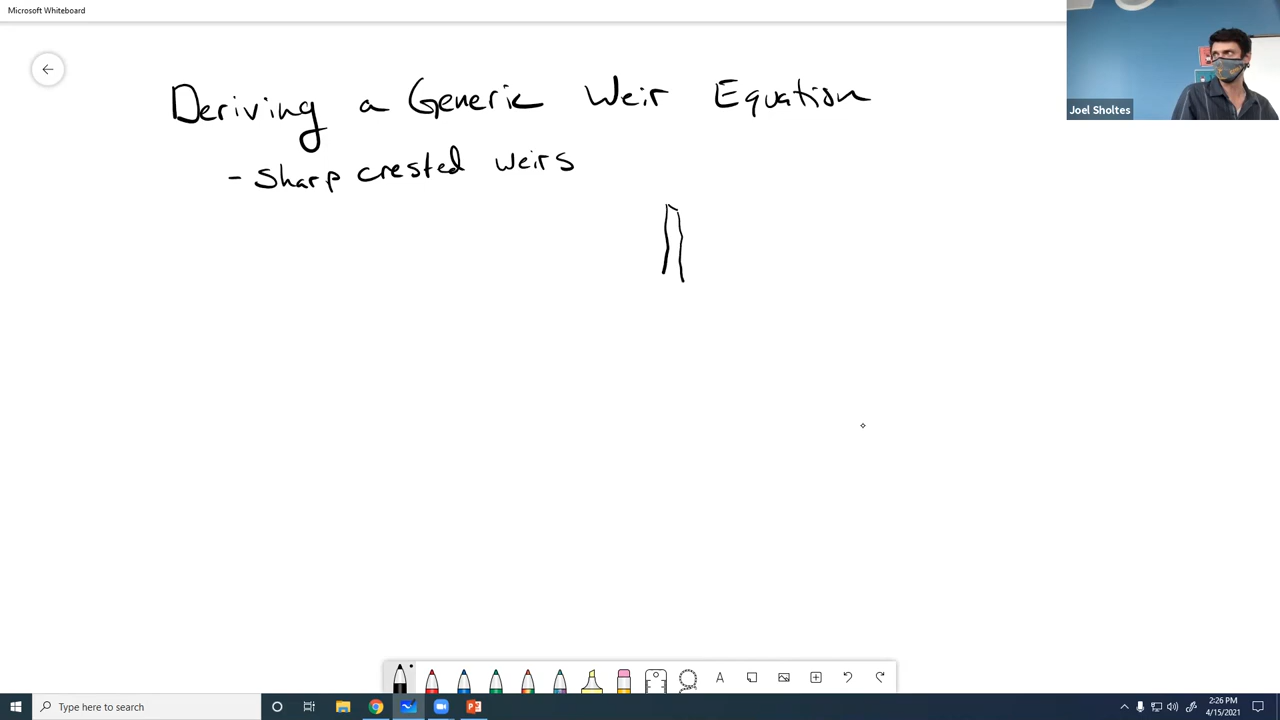 Microsoft Whiteboard
Deriving a Generic Weir Equation
- Sharp crested weirs
Joel Sholtes
A
Type here to search
2:26 PM
4/15/2021